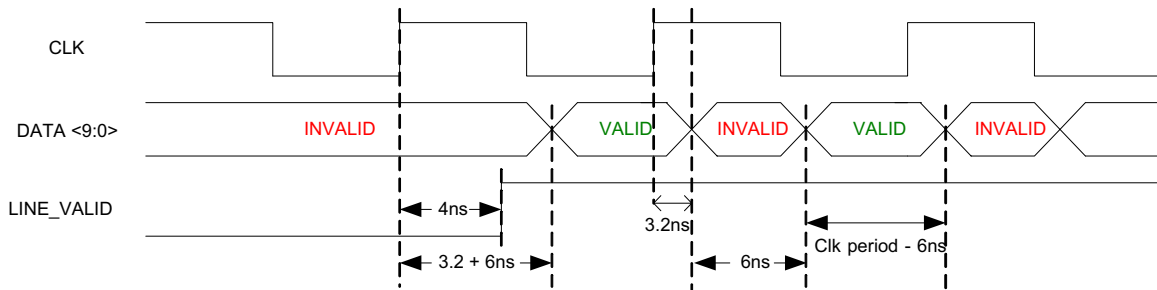 CLK
DATA <9:0>
INVALID
VALID
INVALID
VALID
INVALID
LINE_VALID
4ns
3.2ns
Clk period - 6ns
3.2 + 6ns
6ns